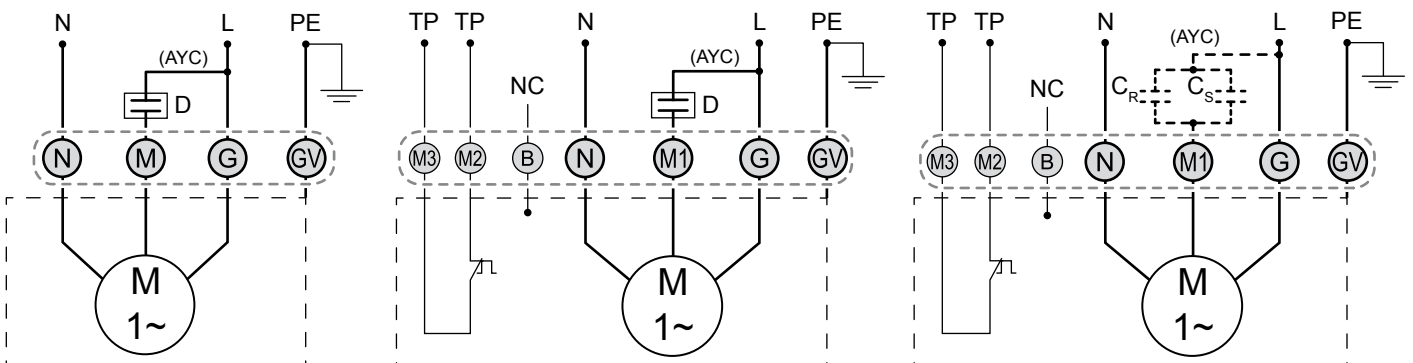 N L PE
(AYC)
D
N M G GV
M
1~
TP TP N L PE
(AYC)
NC D
M3 M2 B N M1 G GV
M
1~
TP TP N L PE
(AYC)
NC CR CS
M3 M2 B N M1 G GV
M
1~